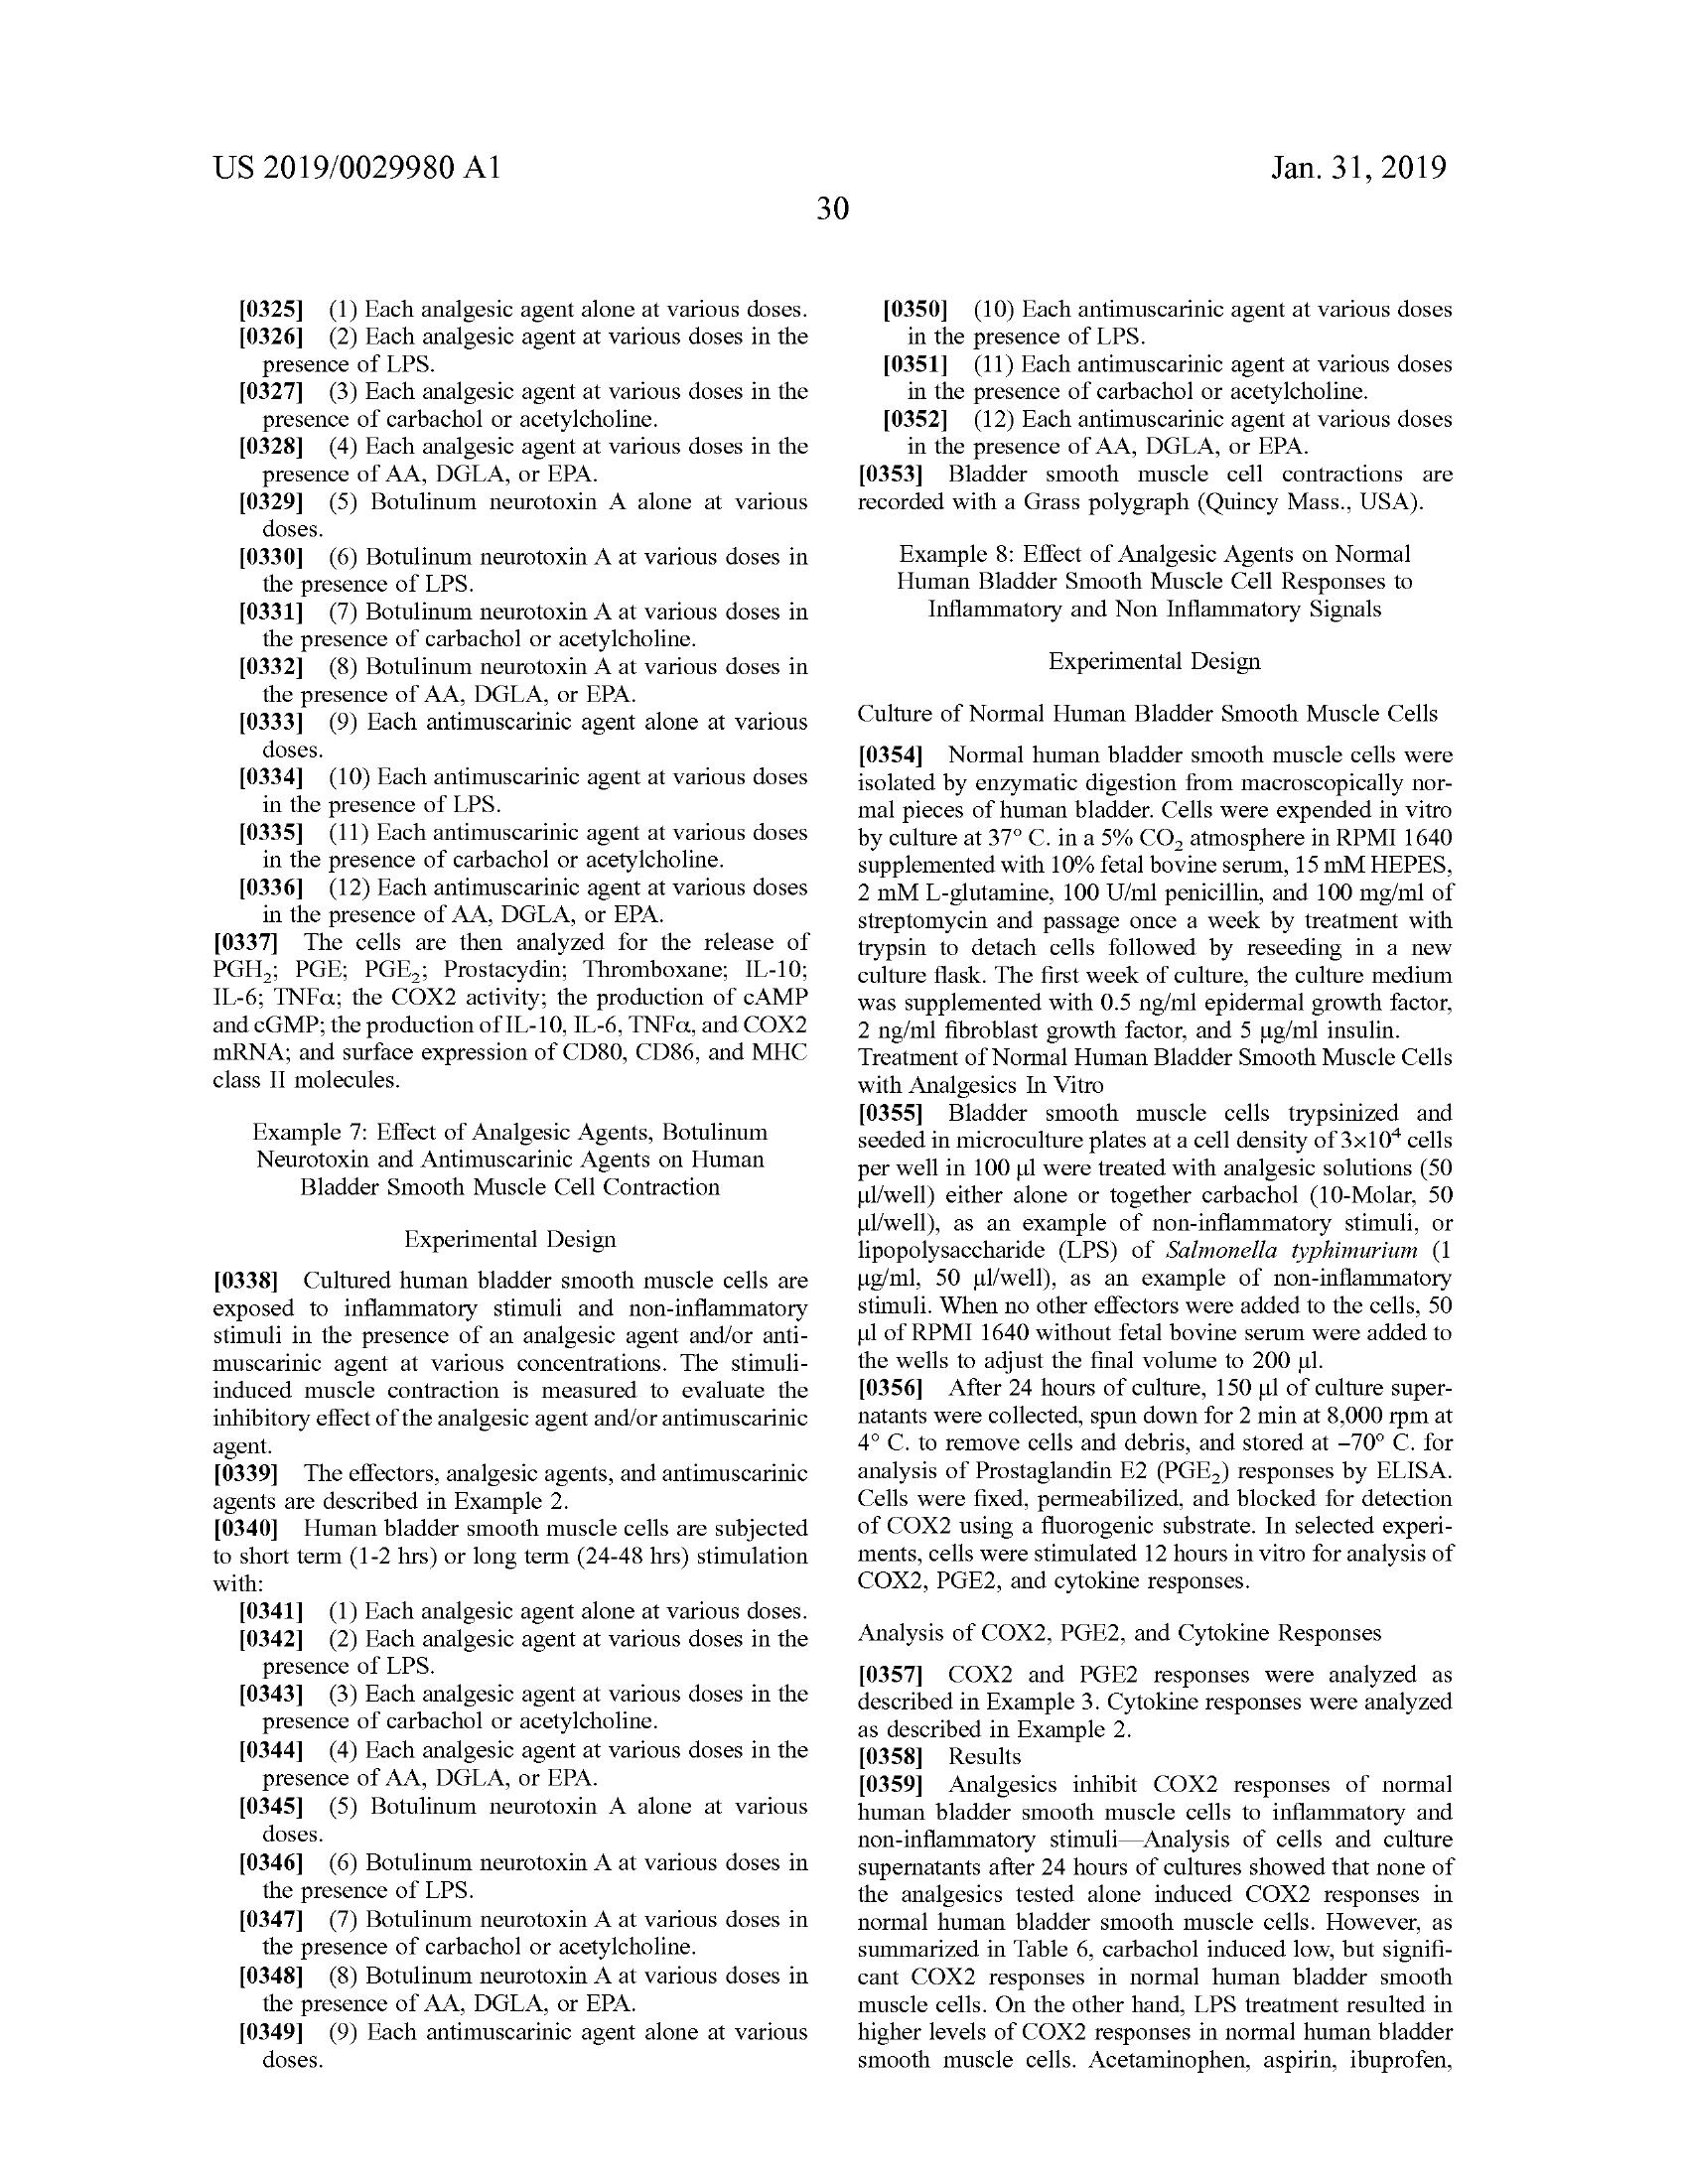 US 2019/0029980 A1
Jan. 31, 2019
30
[0325] (1) Each analgesic agent alone at various doses.
[0326] (2) Each analgesic agent at various doses in the
presence of LPS.
[0327] (3) Each analgesic agent at various doses in the
presence of carbachol or acetylcholine.
[0328] (4) Each analgesic agent at various doses in the
presence of AA, DGLA, or EPA.
[0329] (5) Botulinum neurotoxin A alone at various
doses.
[0330] (6) Botulinum neurotoxin A at various doses in
the presence of LPS.
[0331] (7) Botulinum neurotoxin A at various doses in
the presence of carbachol or acetylcholine.
[0332] (8) Botulinum neurotoxin A at various doses in
the presence of AA, DGLA, or EPA.
[0333] (9) Each antimuscarinic agent alone at various
doses.
[0334] (10) Each antimuscarinic agent at various doses
in the presence of LPS.
[0335] (11) Each antimuscarinic agent at various doses
in the presence of carbachol or acetylcholine.
[0336] (12) Each antimuscarinic agent at various doses
in the presence of AA, DGLA, or EPA.
[0337] The cells are then analyzed for the release of
PGH₂; PGE; PGE₂; Prostacydin; Thromboxane; IL-10;
IL-6; TNFα; the COX2 activity; the production of cAMP
and cGMP; the production of IL-10, IL-6, TNFα, and COX2
mRNA; and surface expression of CD80, CD86, and MHC
class II molecules.
Example 7: Effect of Analgesic Agents, Botulinum
Neurotoxin and Antimuscarinic Agents on Human
Bladder Smooth Muscle Cell Contraction
Experimental Design
[0338] Cultured human bladder smooth muscle cells are
exposed to inflammatory stimuli and non-inflammatory
stimuli in the presence of an analgesic agent and/or anti-
muscarinic agent at various concentrations. The stimuli-
induced muscle contraction is measured to evaluate the
inhibitory effect of the analgesic agent and/or antimuscarinic
agent.
[0339] The effectors, analgesic agents, and antimuscarinic
agents are described in Example 2.
[0340] Human bladder smooth muscle cells are subjected
to short term (1-2 hrs) or long term (24-48 hrs) stimulation
with:
[0341] (1) Each analgesic agent alone at various doses.
[0342] (2) Each analgesic agent at various doses in the
presence of LPS.
[0343] (3) Each analgesic agent at various doses in the
presence of carbachol or acetylcholine.
[0344] (4) Each analgesic agent at various doses in the
presence of AA, DGLA, or EPA.
[0345] (5) Botulinum neurotoxin A alone at various
doses.
[0346] (6) Botulinum neurotoxin A at various doses in
the presence of LPS.
[0347] (7) Botulinum neurotoxin A at various doses in
the presence of carbachol or acetylcholine.
[0348] (8) Botulinum neurotoxin A at various doses in
the presence of AA, DGLA, or EPA.
[0349] (9) Each antimuscarinic agent alone at various
doses.
[0350] (10) Each antimuscarinic agent at various doses
in the presence of LPS.
[0351] (11) Each antimuscarinic agent at various doses
in the presence of carbachol or acetylcholine.
[0352] (12) Each antimuscarinic agent at various doses
in the presence of AA, DGLA, or EPA.
[0353] Bladder smooth muscle cell contractions are
recorded with a Grass polygraph (Quincy Mass., USA).
Example 8: Effect of Analgesic Agents on Normal
Human Bladder Smooth Muscle Cell Responses to
Inflammatory and Non Inflammatory Signals
Experimental Design
Culture of Normal Human Bladder Smooth Muscle Cells
[0354] Normal human bladder smooth muscle cells were
isolated by enzymatic digestion from macroscopically nor-
mal pieces of human bladder. Cells were expended in vitro
by culture at 37° C. in a 5% CO₂ atmosphere in RPMI 1640
supplemented with 10% fetal bovine serum, 15 mM HEPES,
2 mM L-glutamine, 100 U/ml penicillin, and 100 mg/ml of
streptomycin and passage once a week by treatment with
trypsin to detach cells followed by reseeding in a new
culture flask. The first week of culture, the culture medium
was supplemented with 0.5 ng/ml epidermal growth factor,
2 ng/ml fibroblast growth factor, and 5 μg/ml insulin.
Treatment of Normal Human Bladder Smooth Muscle Cells
with Analgesics In Vitro
[0355] Bladder smooth muscle cells trypsinized and
seeded in microculture plates at a cell density of 3×10⁴ cells
per well in 100 μl were treated with analgesic solutions (50
μl/well) either alone or together carbachol (10-Molar, 50
μl/well), as an example of non-inflammatory stimuli, or
lipopolysaccharide (LPS) of Salmonella typhimurium (1
μg/ml, 50 μl/well), as an example of non-inflammatory
stimuli. When no other effectors were added to the cells, 50
μl of RPMI 1640 without fetal bovine serum were added to
the wells to adjust the final volume to 200 μl.
[0356] After 24 hours of culture, 150 μl of culture super-
natants were collected, spun down for 2 min at 8,000 rpm at
4° C. to remove cells and debris, and stored at −70° C. for
analysis of Prostaglandin E2 (PGE₂) responses by ELISA.
Cells were fixed, permeabilized, and blocked for detection
of COX2 using a fluorogenic substrate. In selected experi-
ments, cells were stimulated 12 hours in vitro for analysis of
COX2, PGE2, and cytokine responses.
Analysis of COX2, PGE2, and Cytokine Responses
[0357] COX2 and PGE2 responses were analyzed as
described in Example 3. Cytokine responses were analyzed
as described in Example 2.
[0358] Results
[0359] Analgesics inhibit COX2 responses of normal
human bladder smooth muscle cells to inflammatory and
non-inflammatory stimuli—Analysis of cells and culture
supernatants after 24 hours of cultures showed that none of
the analgesics tested alone induced COX2 responses in
normal human bladder smooth muscle cells. However, as
summarized in Table 6, carbachol induced low, but signifi-
cant COX2 responses in normal human bladder smooth
muscle cells. On the other hand, LPS treatment resulted in
higher levels of COX2 responses in normal human bladder
smooth muscle cells. Acetaminophen, aspirin, ibuprofen,